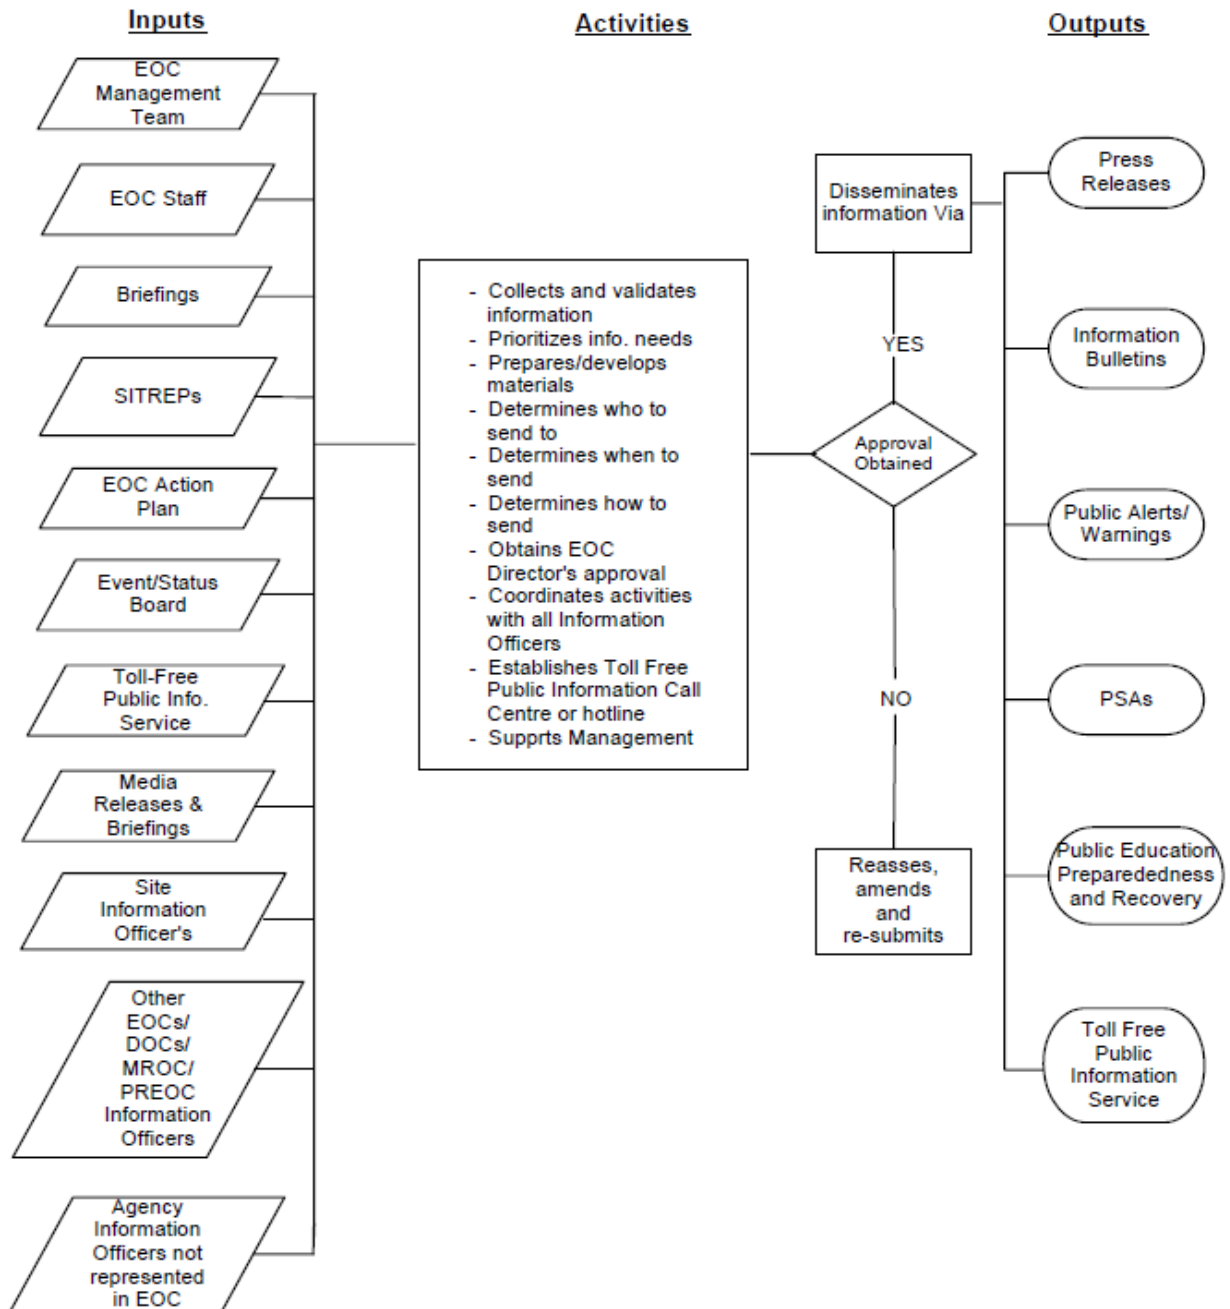 Inputs
Activities
Outputs
EOC
Management
Team
EOC Staff
Briefings
SITREPs
EOC Action
Plan
Event/Status
Board
Toll-Free
Public Info.
Service
Media
Releases &
Briefings
Site
Information
Officer's
Other
EOCs/
DOCs/
MROC/
PREOC
Information
Officers
Agency
Information
Officers not
represented
in EOC
- Collects and validates
information
- Prioritizes info. needs
- Prepares/develops
materials
- Determines who to
send to
- Determines when to
send
- Determines how to
send
- Obtains EOC
Director's approval
- Coordinates activities
with all Information
Officers
- Establishes Toll Free
Public Information Call
Centre or hotline
- Supprts Management
Disseminates
information Via
YES
Approval
Obtained
NO
Reasses,
amends
and
re-submits
Press
Releases
Information
Bulletins
Public Alerts/
Warnings
PSAs
Public Education
Preparededness
and Recovery
Toll Free
Public
Information
Service